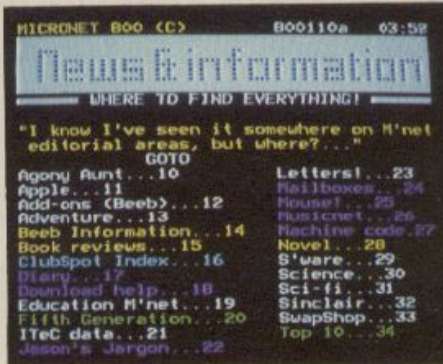 MICRONET 800 (C) 800110a 03:58
News & information
WHERE TO FIND EVERYTHING!
"I know I've seen it somewhere on M'net
editorial areas, but where?..."
GOTO
Agony Aunt...10
Apple...11
Add-ons (Beeb)...12
Adventure...13
Beeb Information...14
Book reviews...15
ClubSpot Index...16
Diary...17
Download help...18
Education M'net...19
Fifth Generation...20
ITeC data...21
Jason's Jargon...22
Letters!...23
Mailboxes...24
Mouse!...25
Musicnet...26
Machine code.27
Novel...28
S'ware...29
Science...30
Sci-fi...31
Sinclair...32
SwapShop...33
Top 10...34